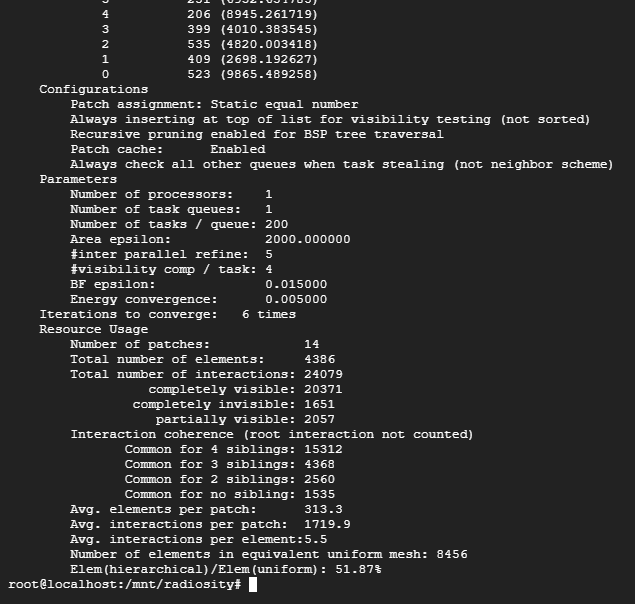 4 206 (8945.261719)
3 399 (4010.383545)
2 535 (4820.003418)
1 409 (2698.192627)
0 523 (9865.489258)
Configurations
Patch assignment: Static equal number
Always inserting at top of list for visibility testing (not sorted)
Recursive pruning enabled for BSP tree traversal
Patch cache: Enabled
Always check all other queues when task stealing (not neighbor scheme)
Parameters
Number of processors: 1
Number of task queues: 1
Number of tasks / queue: 200
Area epsilon: 2000.000000
#inter parallel refine: 5
#visibility comp / task: 4
BF epsilon: 0.015000
Energy convergence: 0.005000
Iterations to converge: 6 times
Resource Usage
Number of patches: 14
Total number of elements: 4386
Total number of interactions: 24079
completely visible: 20371
completely invisible: 1651
partially visible: 2057
Interaction coherence (root interaction not counted)
Common for 4 siblings: 15312
Common for 3 siblings: 4368
Common for 2 siblings: 2560
Common for no sibling: 1535
Avg. elements per patch: 313.3
Avg. interactions per patch: 1719.9
Avg. interactions per element:5.5
Number of elements in equivalent uniform mesh: 8456
Elem(hierarchical)/Elem(uniform): 51.87%
root@localhost:/mnt/radiosity#